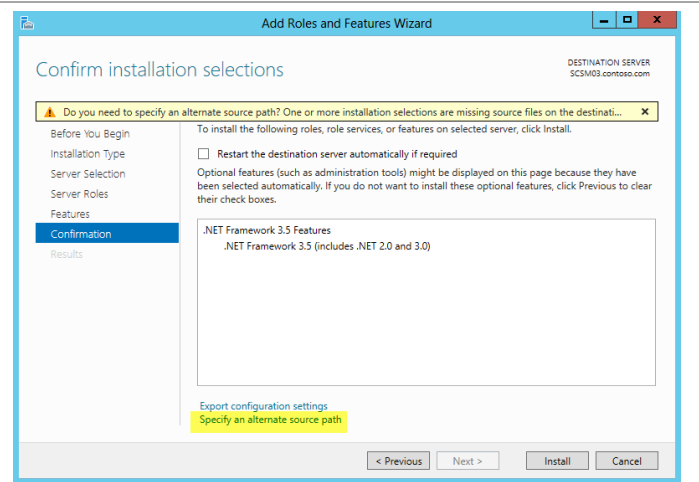 Add Roles and Features Wizard
Confirm installation selections
DESTINATION SERVER
SCSM03.contoso.com
Do you need to specify an alternate source path? One or more installation selections are missing source files on the destinati...
Before You Begin
Installation Type
Server Selection
Server Roles
Features
Confirmation
Results
To install the following roles, role services, or features on selected server, click Install.
Restart the destination server automatically if required
Optional features (such as administration tools) might be displayed on this page because they have
been selected automatically. If you do not want to install these optional features, click Previous to clear
their check boxes.
.NET Framework 3.5 Features
.NET Framework 3.5 (includes .NET 2.0 and 3.0)
Export configuration settings
Specify an alternate source path
< Previous
Next >
Install
Cancel